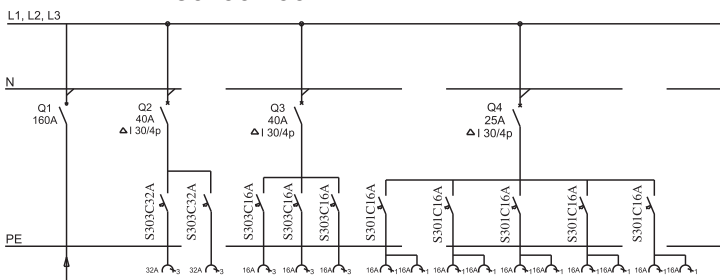 L1, L2, L3
N
Q1
160A
Q2
40A
Δ I 30/4p
Q3
40A
Δ I 30/4p
Q4
25A
Δ I 30/4p
S303C32A
S303C32A
S303C16A
S303C16A
S303C16A
S301C16A
S301C16A
S301C16A
S301C16A
S301C16A
PE
32A 3 32A 3 16A 3 16A 3 16A 3 16A 1 16A 1 16A 1 16A 1 16A 1 16A 1 16A 1 16A 1 16A 1 16A 1